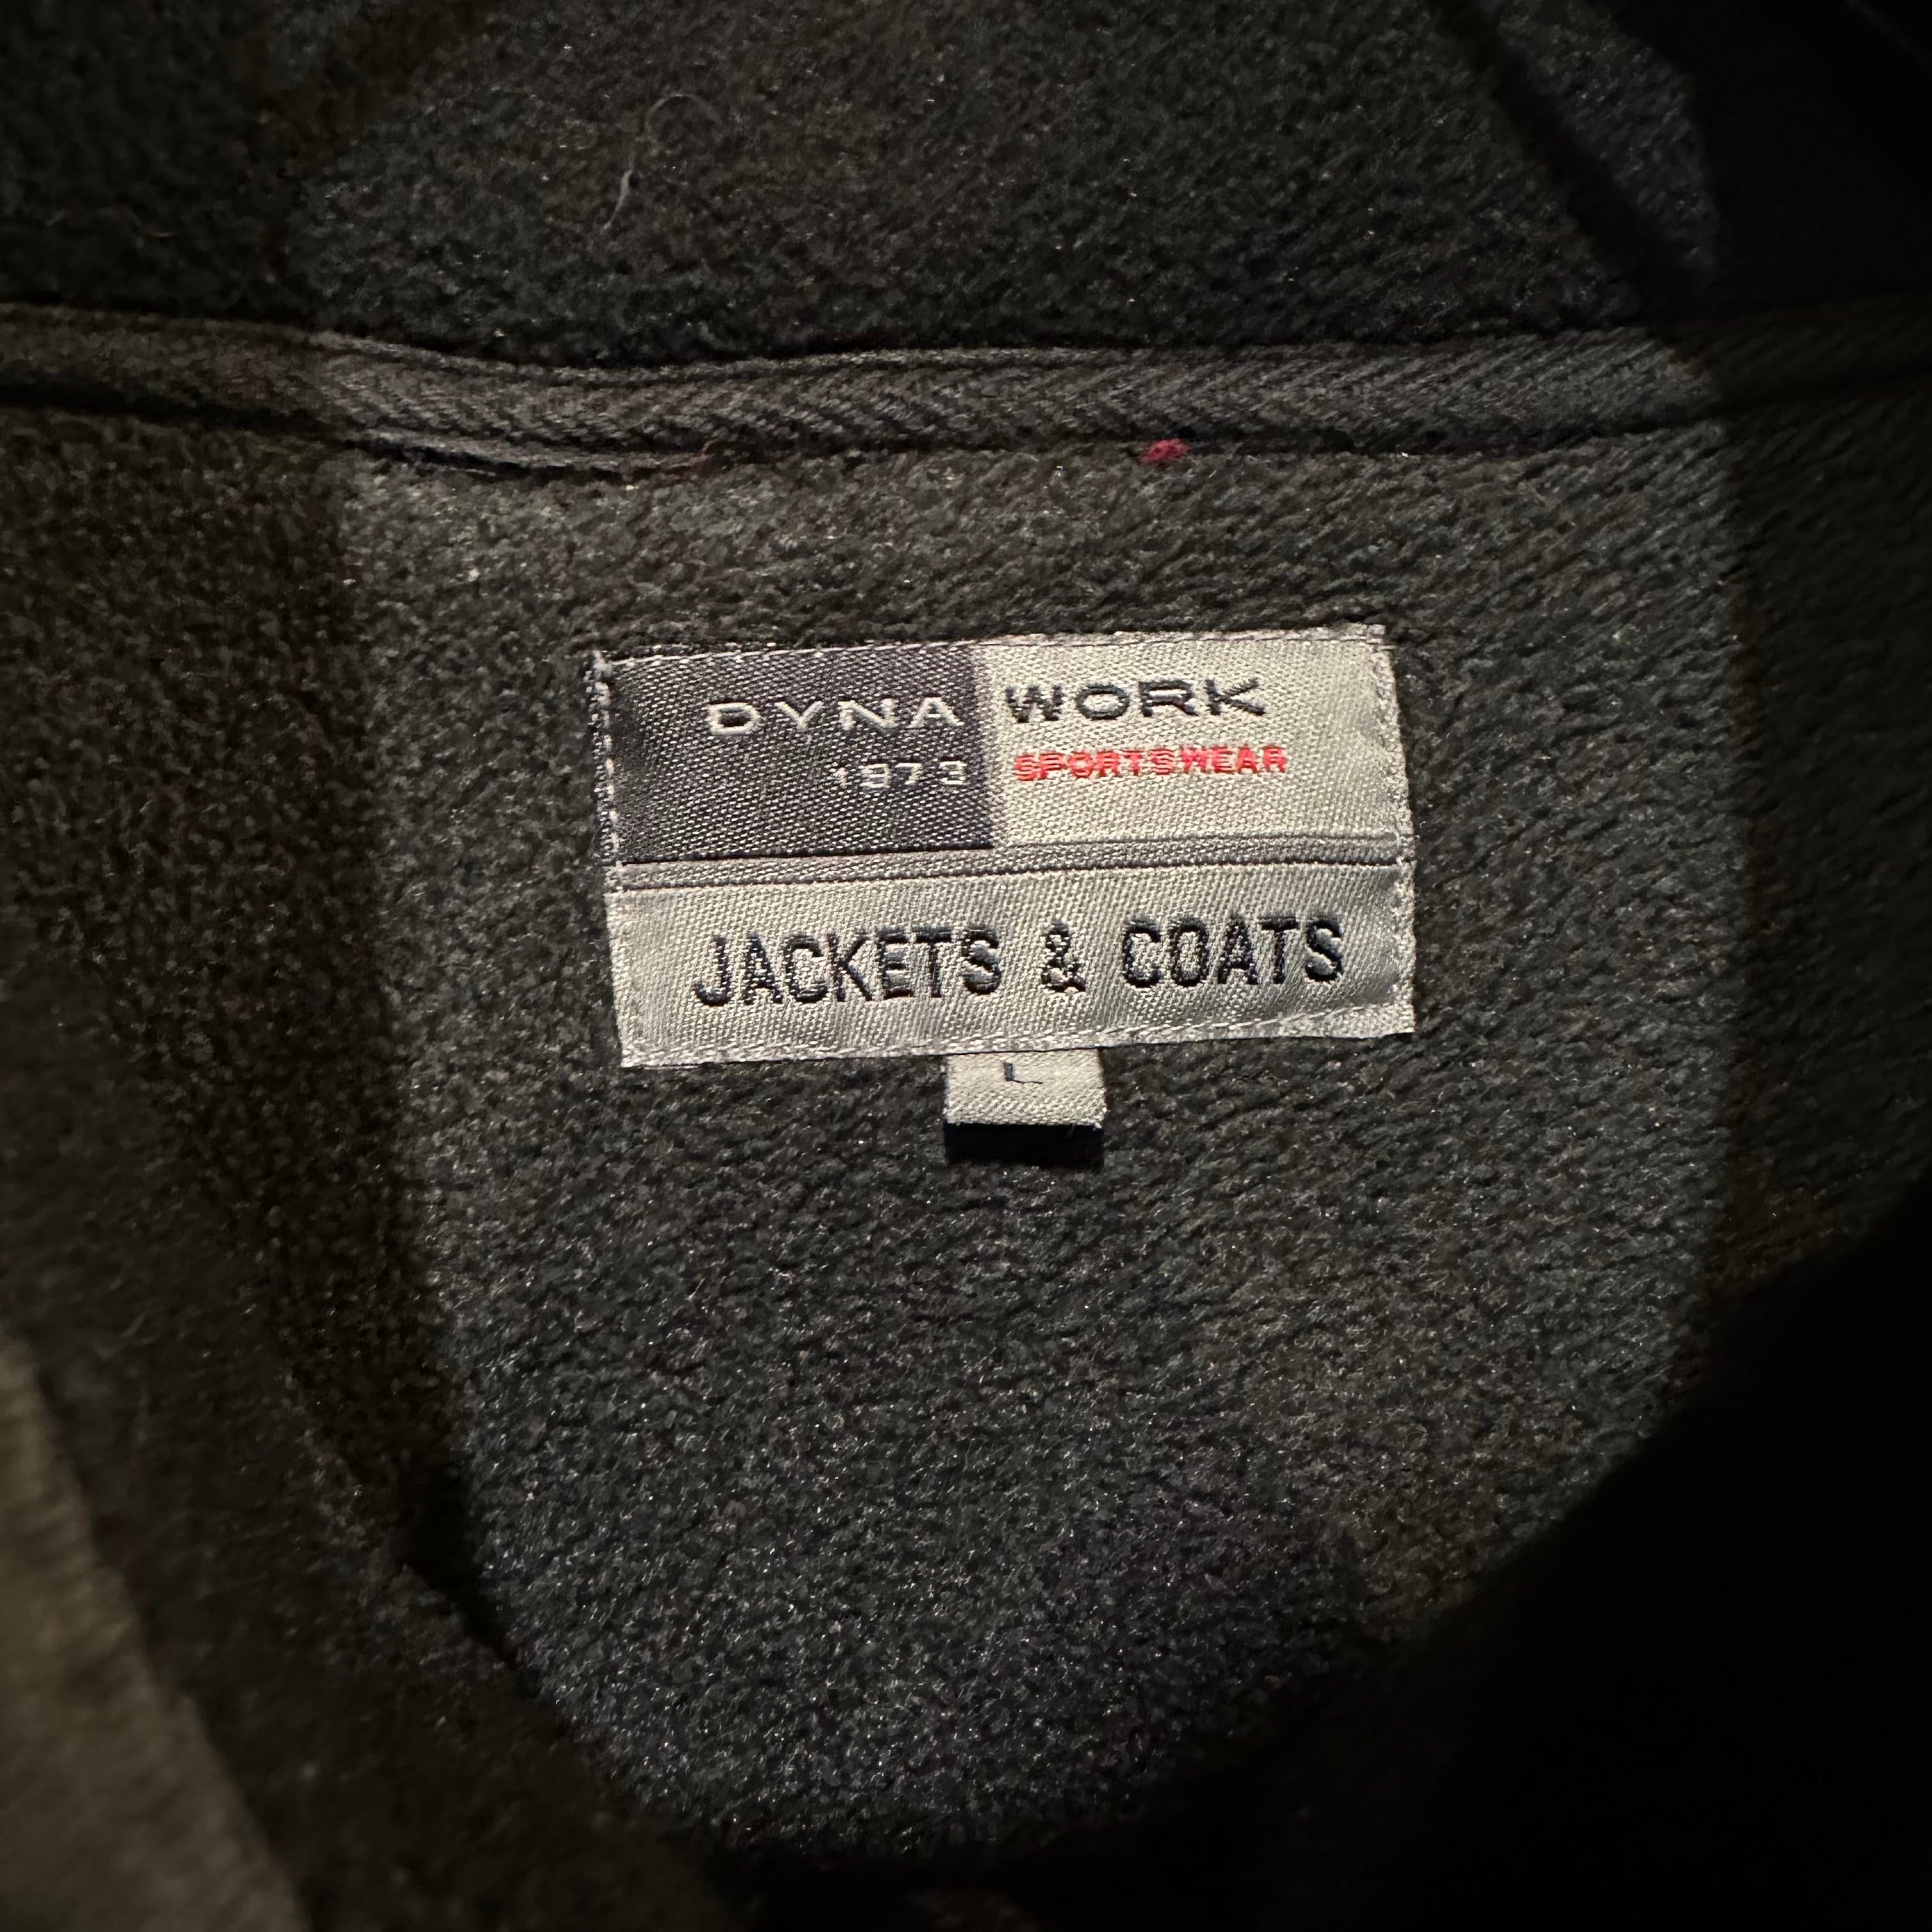 DYNA WORK
1973 SPORTSWEAR
JACKETS & COATS
L